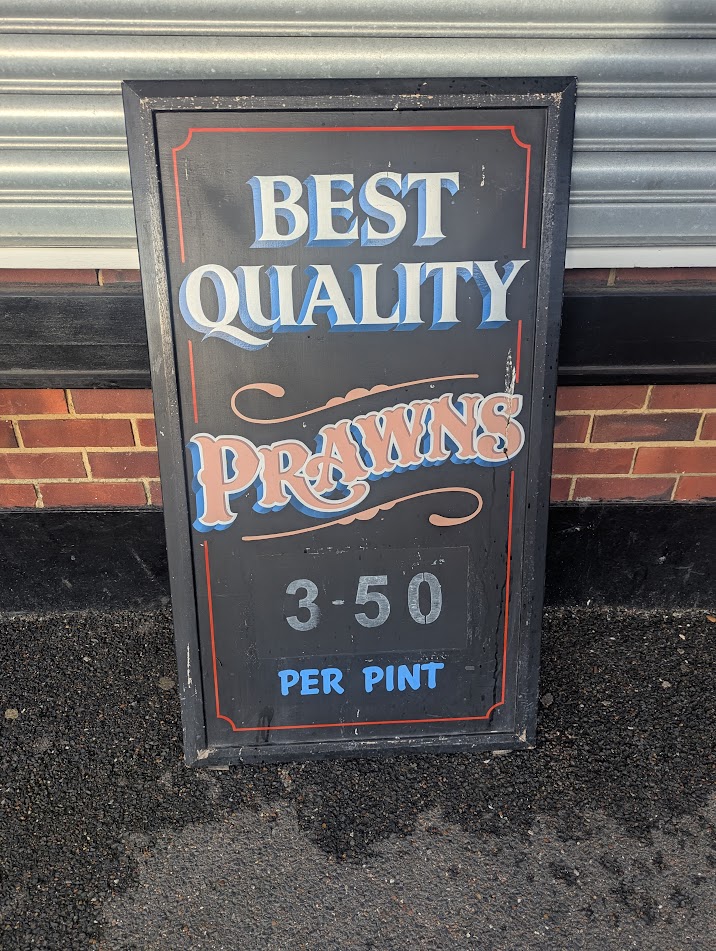 BEST
QUALITY
PRAWNS
3-50
PER PINT